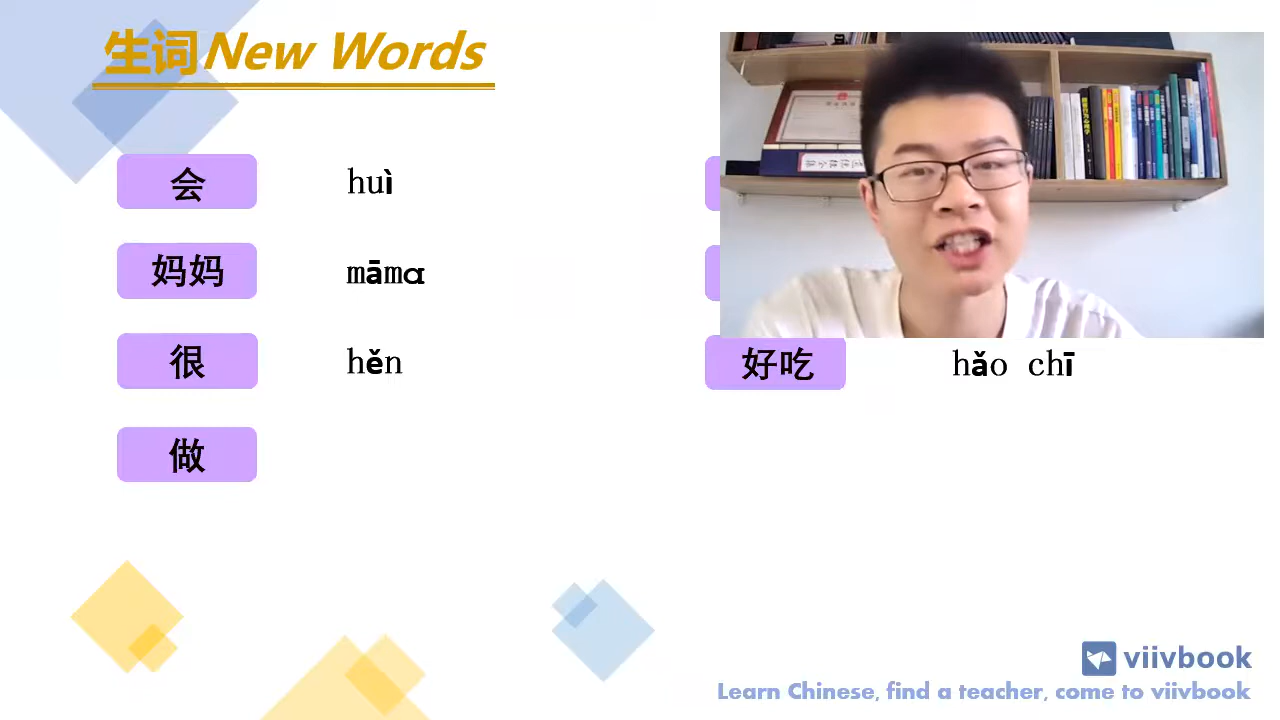 生词New Words
会 huì
妈妈 māmɑ
很 hěn
好吃 hǎo chī
做
viivbook
Learn Chinese, find a teacher, come to viivbook